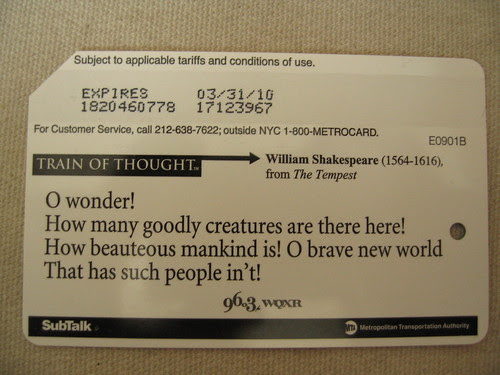 Subject to applicable tariffs and conditions of use.
EXPIRES 03/31/10
1820460778 17123967
For Customer Service, call 212-638-7622; outside NYC 1-800-METROCARD.
E0901B
TRAIN OF THOUGHT™
William Shakespeare (1564-1616),
from The Tempest
O wonder!
How many goodly creatures are there here!
How beauteous mankind is! O brave new world
That has such people in't!
96.3 WQXR
SubTalk
MTA Metropolitan Transportation Authority